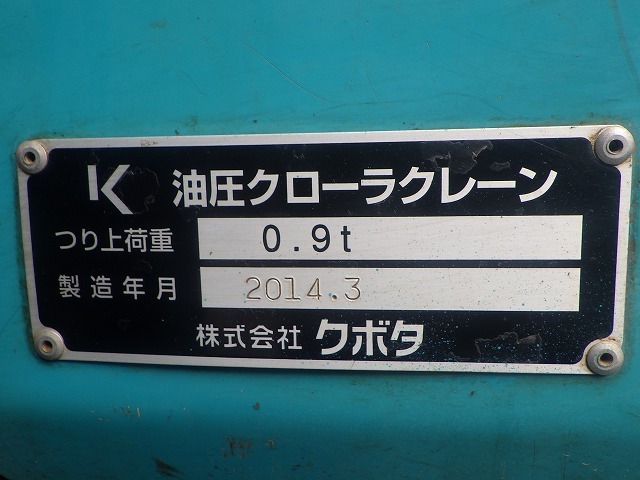 K 油圧クローラクレーン
つり上荷重 0.9t
製造年月 2014.3
株式会社 クボタ